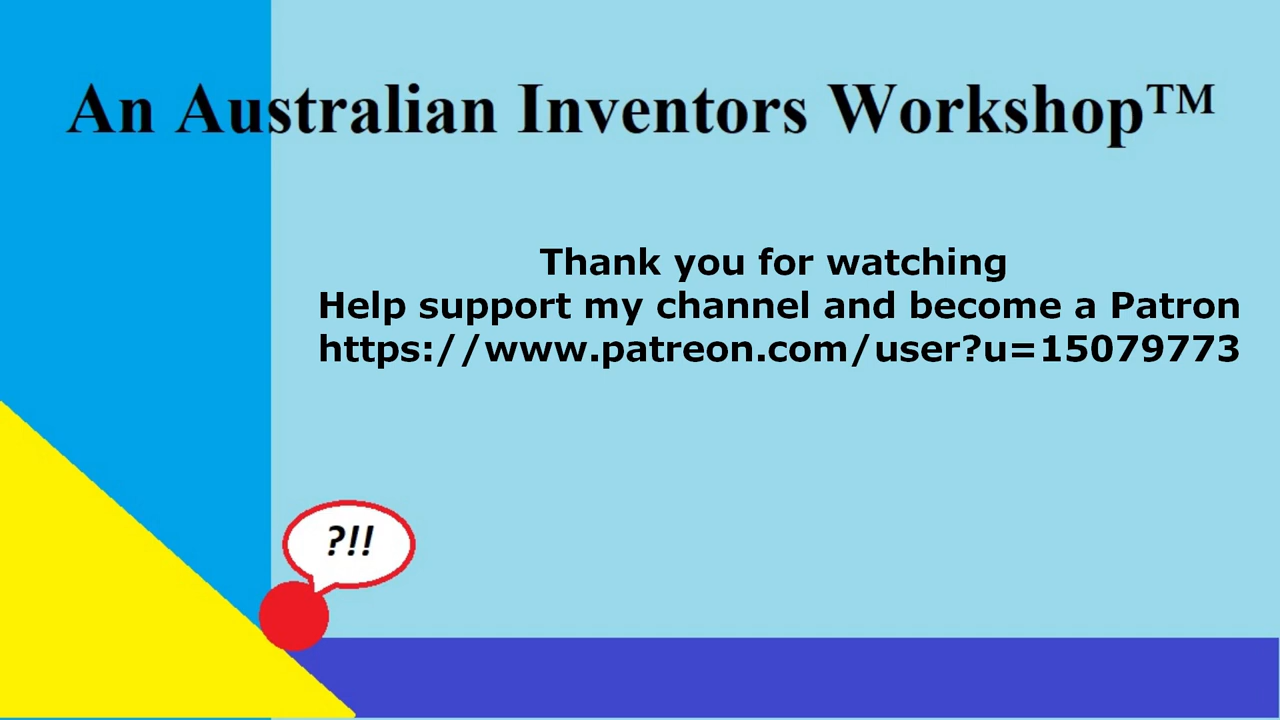 An Australian Inventors Workshop™
Thank you for watching
Help support my channel and become a Patron
https://www.patreon.com/user?u=15079773
?!!